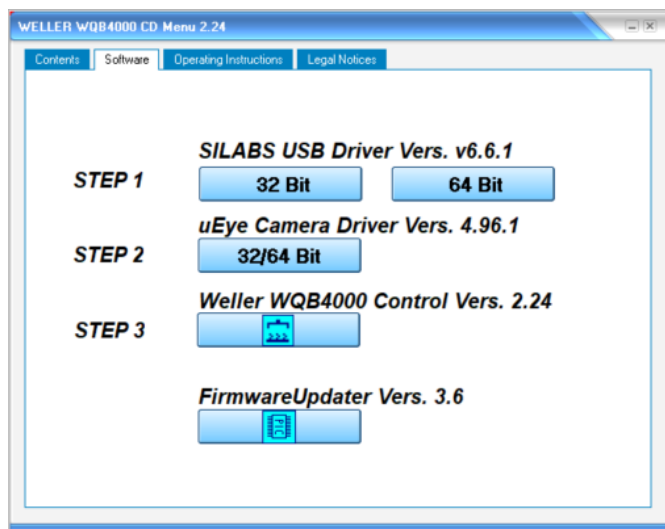 WELLER WQB4000 CD Menu 2.24
Contents Software Operating Instructions Legal Notices
SILABS USB Driver Vers. v6.6.1
STEP 1 32 Bit 64 Bit
uEye Camera Driver Vers. 4.96.1
STEP 2 32/64 Bit
Weller WQB4000 Control Vers. 2.24
STEP 3
FirmwareUpdater Vers. 3.6
PIC